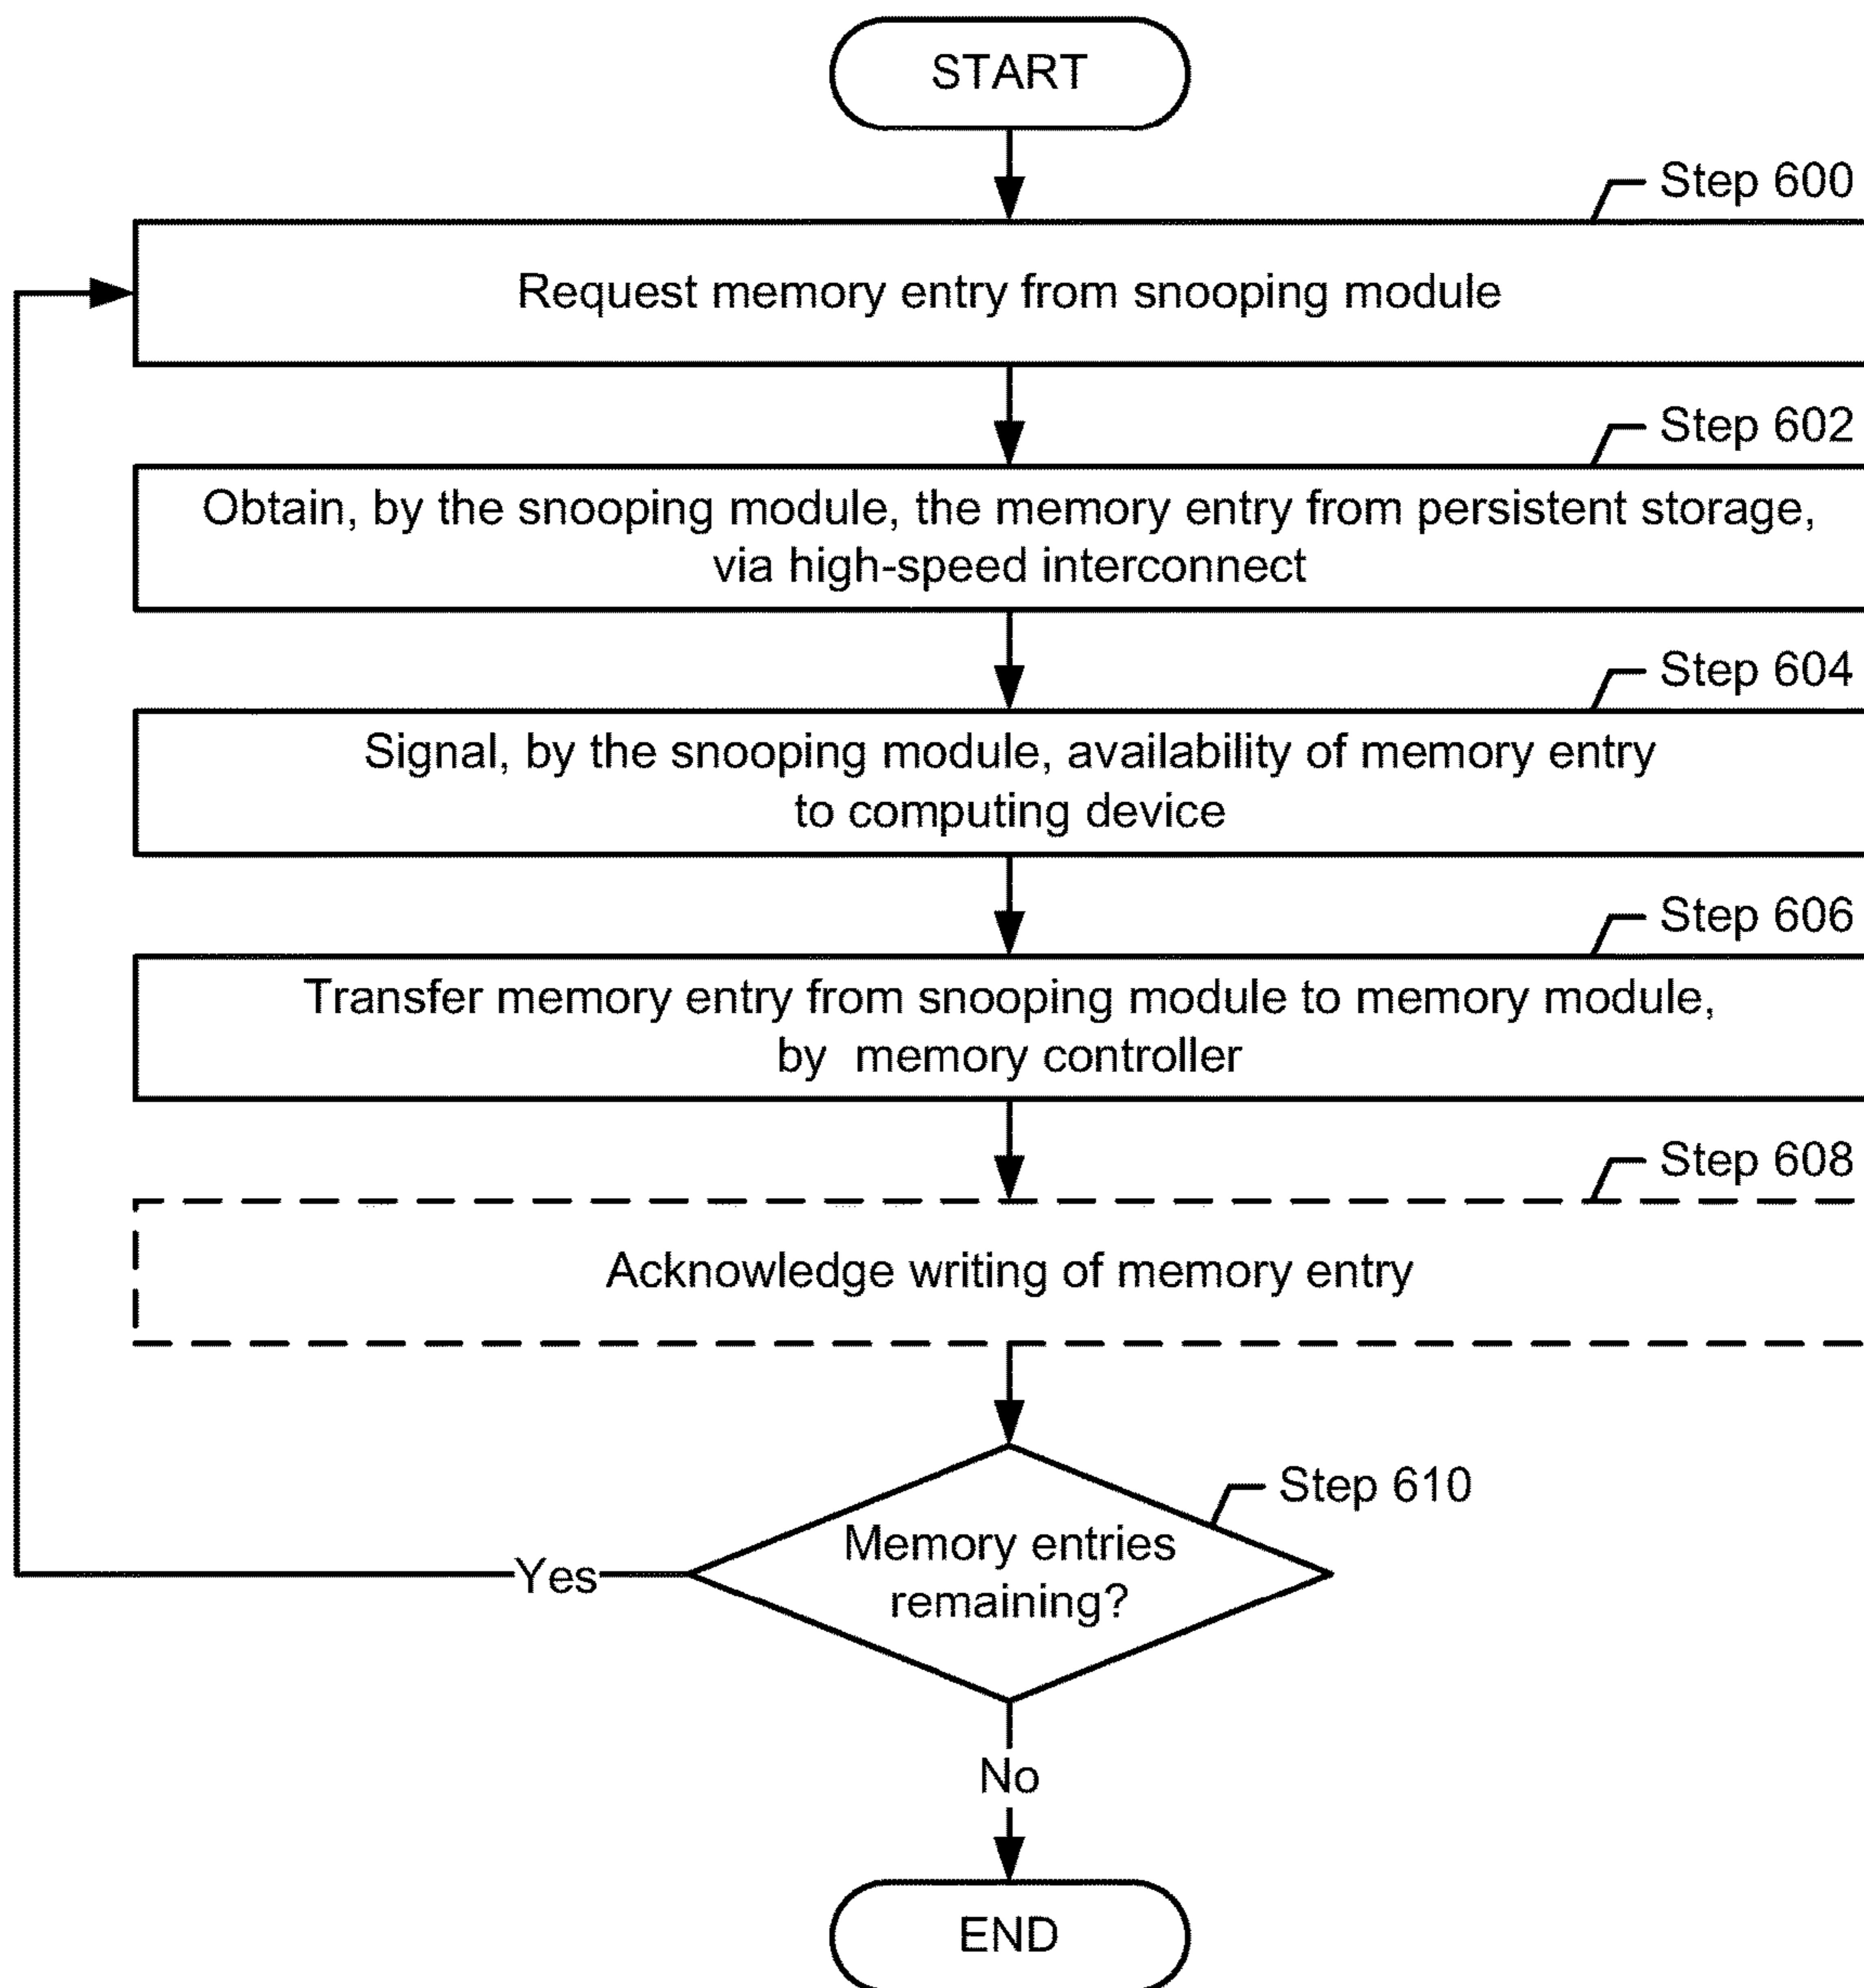 START
Step 600
Request memory entry from snooping module
Step 602
Obtain, by the snooping module, the memory entry from persistent storage,
via high-speed interconnect
Step 604
Signal, by the snooping module, availability of memory entry
to computing device
Step 606
Transfer memory entry from snooping module to memory module,
by memory controller
Step 608
Acknowledge writing of memory entry
Step 610
Memory entries
remaining?
Yes
No
END